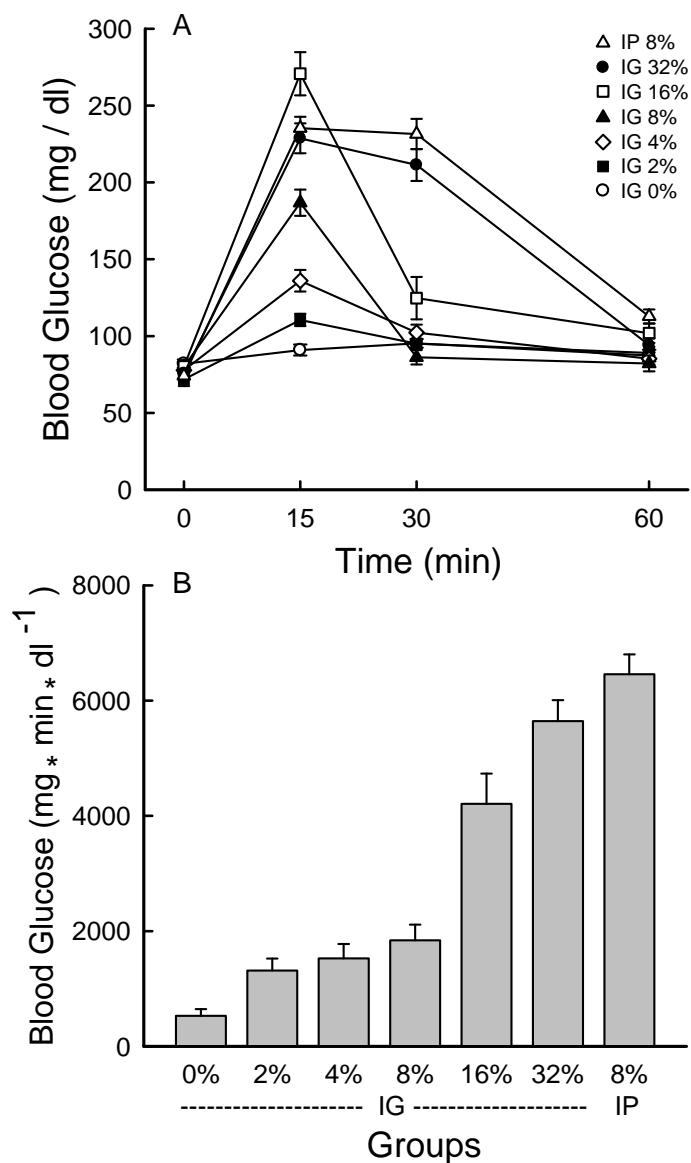 A
300
250
200
150
100
50
0
Blood Glucose (mg / dl)
IP 8%
IG 32%
IG 16%
IG 8%
IG 4%
IG 2%
IG 0%
0 15 30 60
Time (min)
B
8000
6000
4000
2000
0
Blood Glucose (mg * min * dl -1 )
0% 2% 4% 8% 16% 32% 8%
------------------ IG ------------------ IP
Groups